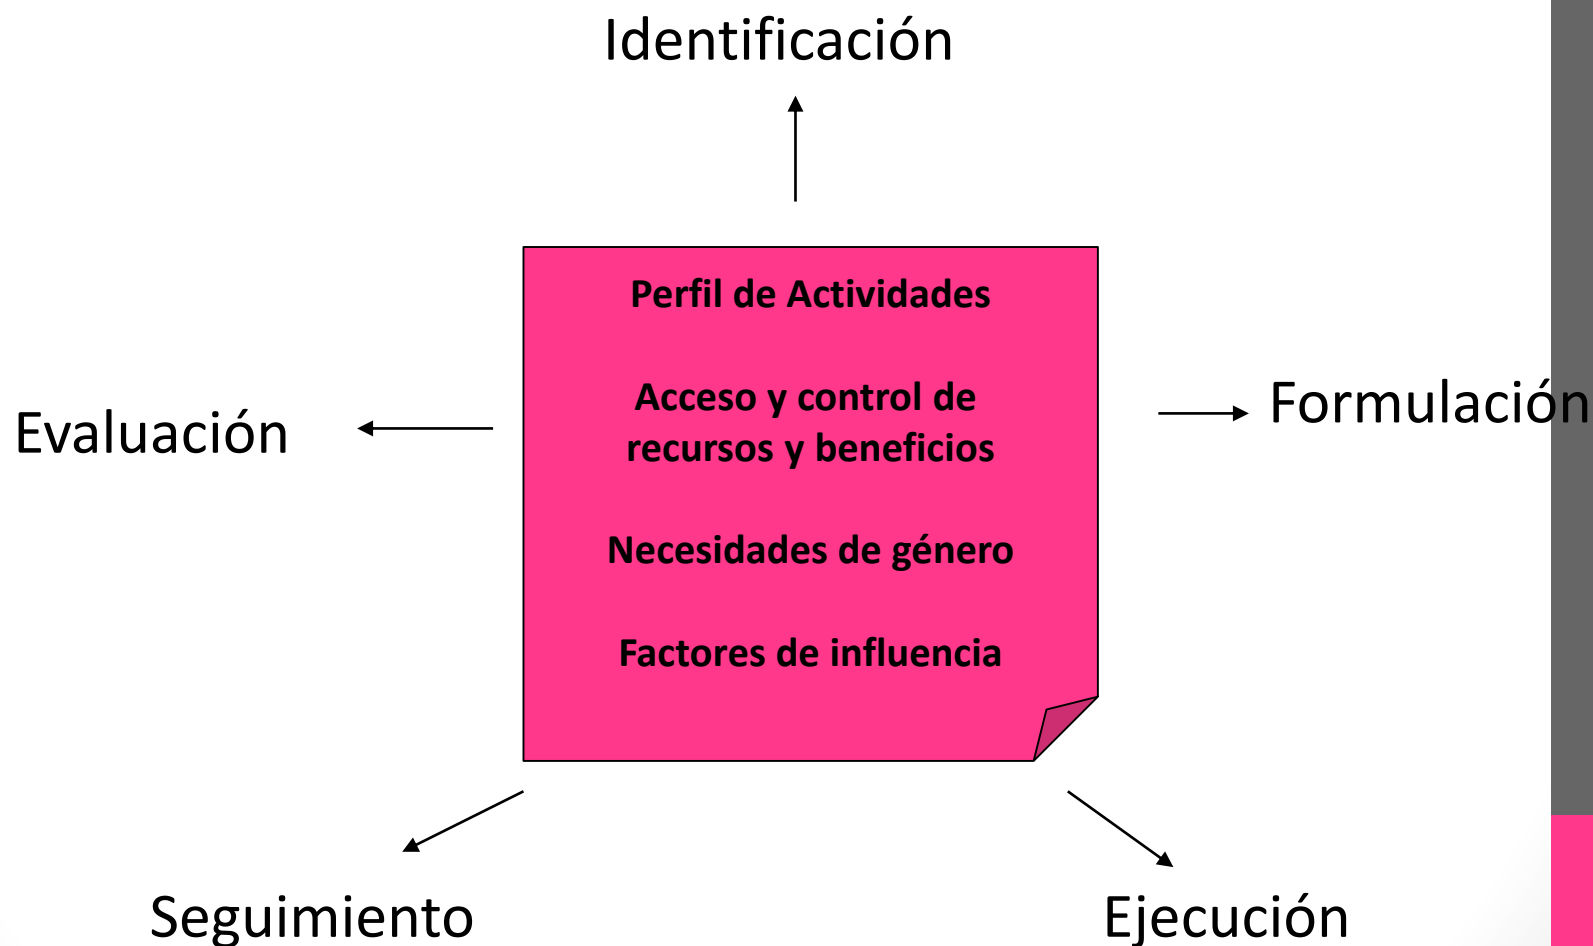 Identificación
Perfil de Actividades
Acceso y control de
recursos y beneficios
Necesidades de género
Factores de influencia
Evaluación
Formulación
Seguimiento
Ejecución